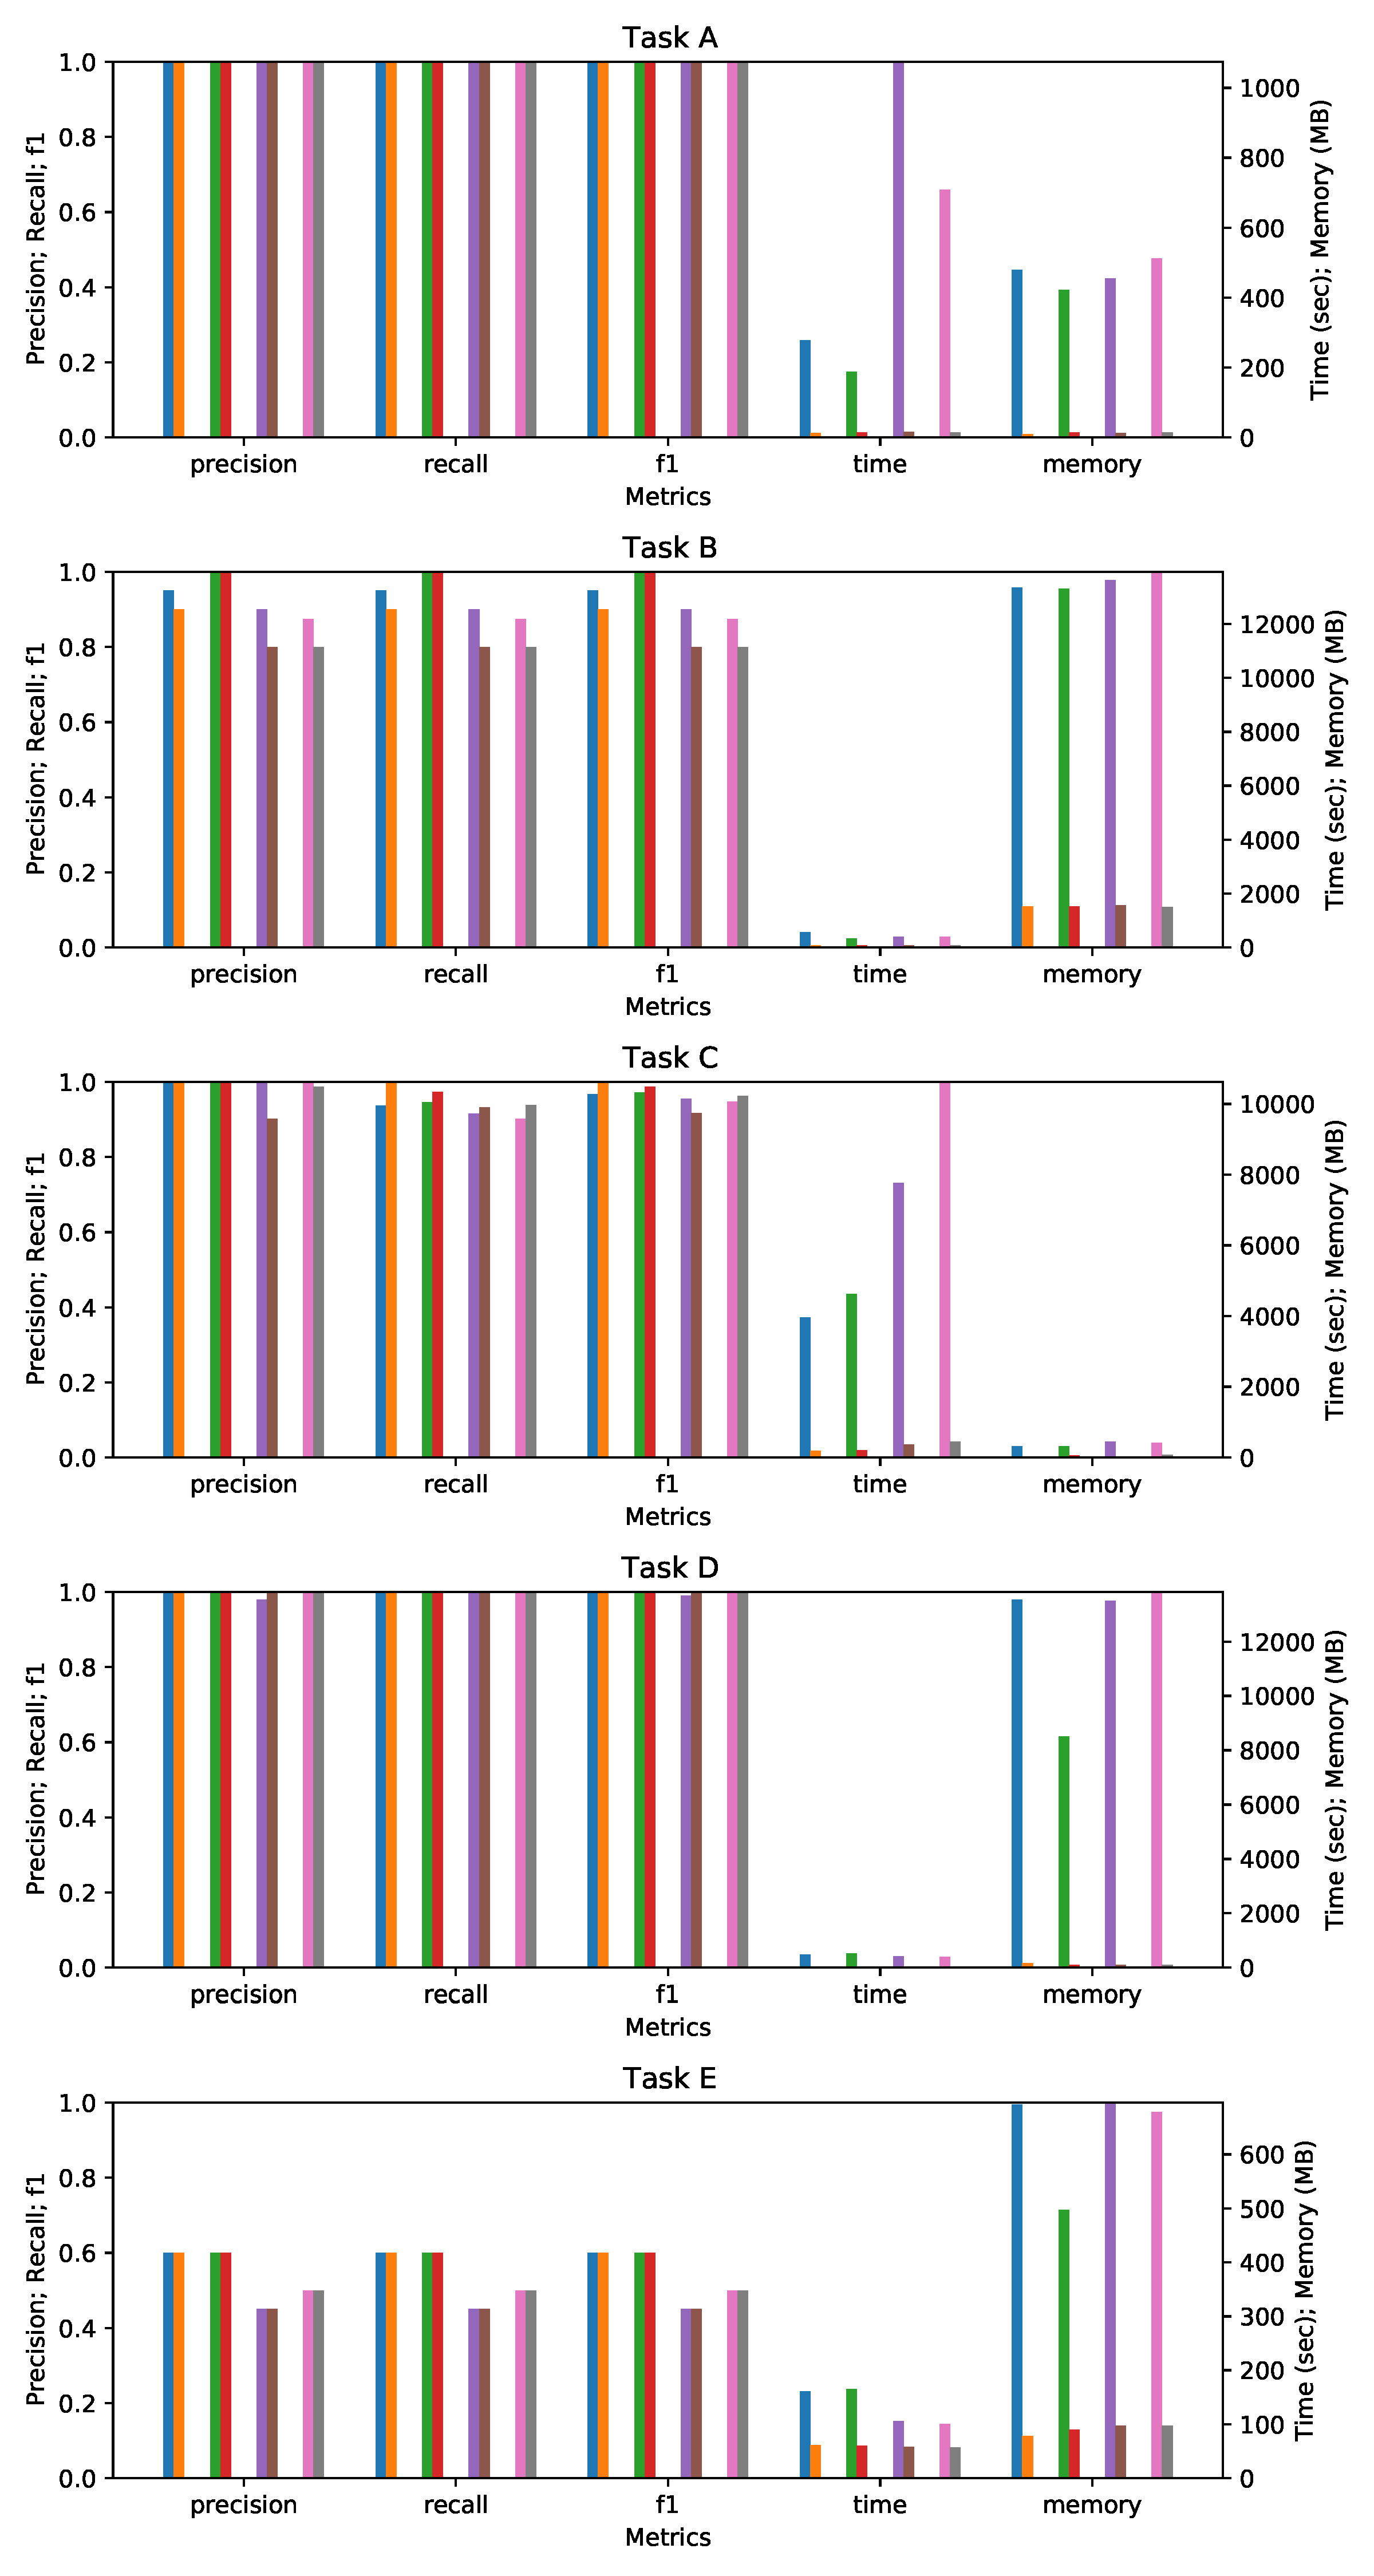 Task A
1.0
0.8
0.6
0.4
0.2
0.0
Precision; Recall; f1
1000
800
600
400
200
0
Time (sec); Memory (MB)
precision recall f1 time memory
Metrics
Task B
1.0
0.8
0.6
0.4
0.2
0.0
Precision; Recall; f1
12000
10000
8000
6000
4000
2000
0
Time (sec); Memory (MB)
precision recall f1 time memory
Metrics
Task C
1.0
0.8
0.6
0.4
0.2
0.0
Precision; Recall; f1
10000
8000
6000
4000
2000
0
Time (sec); Memory (MB)
precision recall f1 time memory
Metrics
Task D
1.0
0.8
0.6
0.4
0.2
0.0
Precision; Recall; f1
12000
10000
8000
6000
4000
2000
0
Time (sec); Memory (MB)
precision recall f1 time memory
Metrics
Task E
1.0
0.8
0.6
0.4
0.2
0.0
Precision; Recall; f1
600
500
400
300
200
100
0
Time (sec); Memory (MB)
precision recall f1 time memory
Metrics